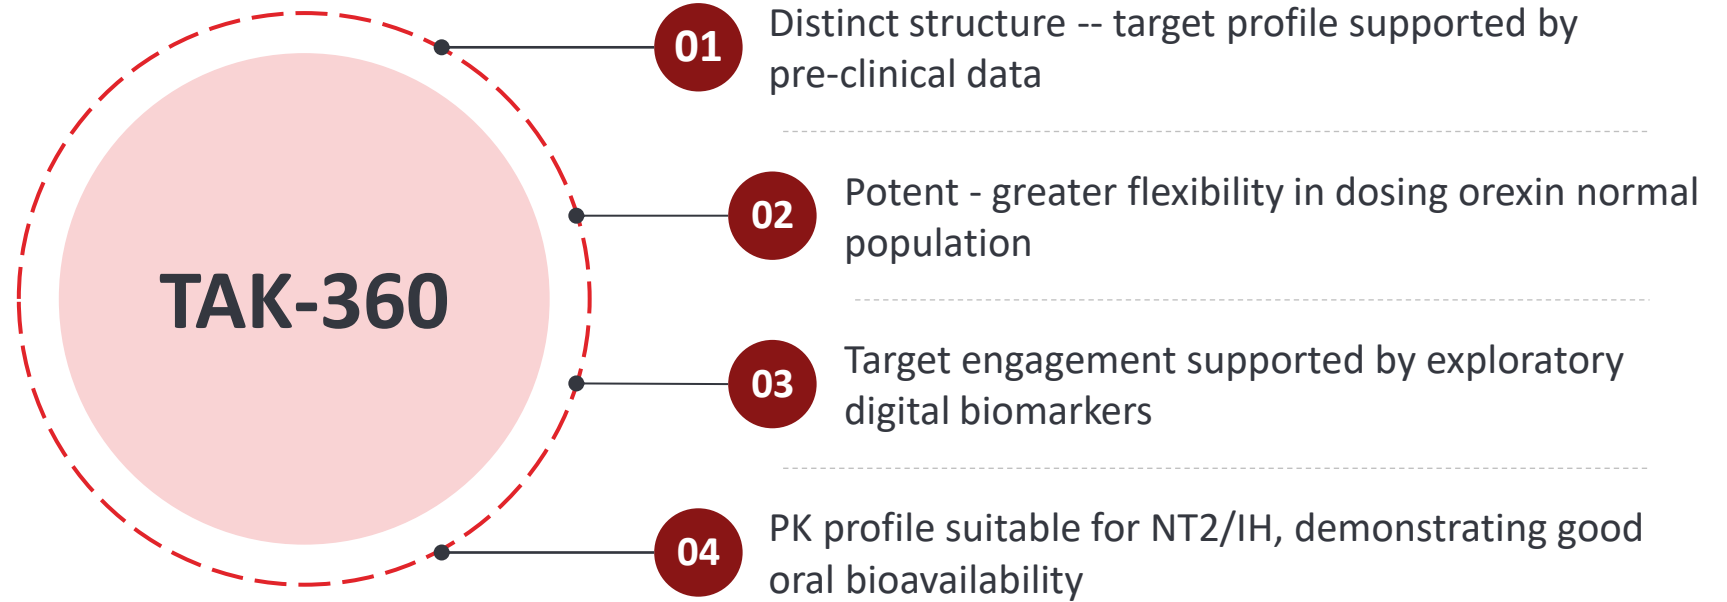 TAK-360
01
Distinct structure -- target profile supported by
pre-clinical data
02
Potent - greater flexibility in dosing orexin normal
population
03
Target engagement supported by exploratory
digital biomarkers
04
PK profile suitable for NT2/IH, demonstrating good
oral bioavailability